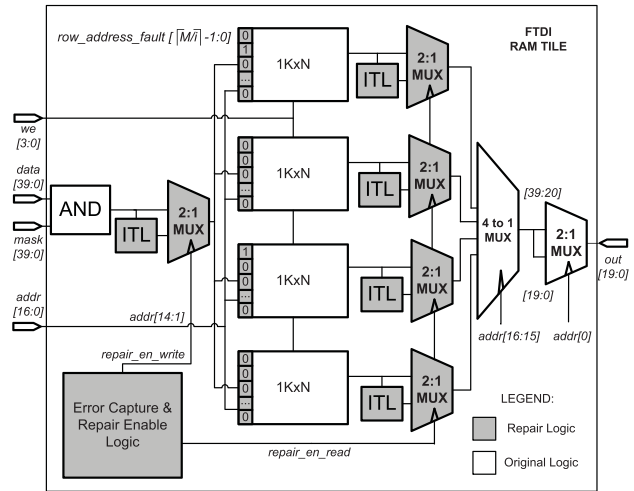 FTDI
RAM TILE
row_address_fault [ ⌈M/i⌉ -1:0]
0
1
0
...
0
1KxN
ITL
2:1
MUX
we
[3:0]
data
[39:0]
mask
[39:0]
AND
ITL
2:1
MUX
0
0
0
...
0
1KxN
ITL
2:1
MUX
4 to 1
MUX
[39:20]
2:1
MUX
out
[19:0]
[19:0]
addr
[16:0]
addr[14:1]
1
0
0
...
0
1KxN
ITL
2:1
MUX
addr[16:15]
addr[0]
repair_en_write
0
0
0
...
0
1KxN
ITL
2:1
MUX
Error Capture &
Repair Enable
Logic
repair_en_read
LEGEND:
Repair Logic
Original Logic